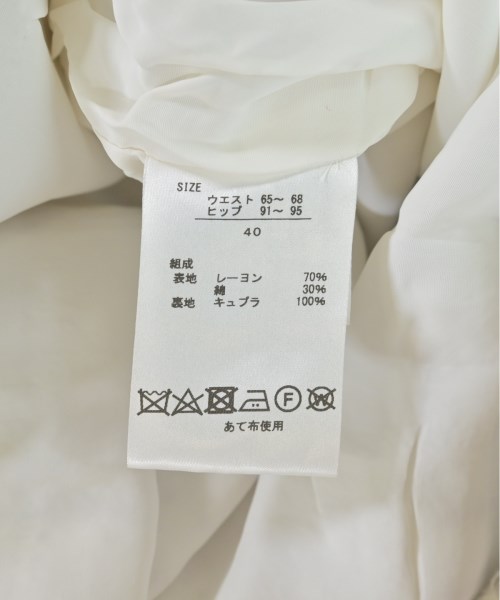 SIZE
ウエスト 65～ 68
ヒップ 91～ 95
40
組成
表地 レーヨン 70%
綿 30%
裏地 キュプラ 100%
F W
あて布使用